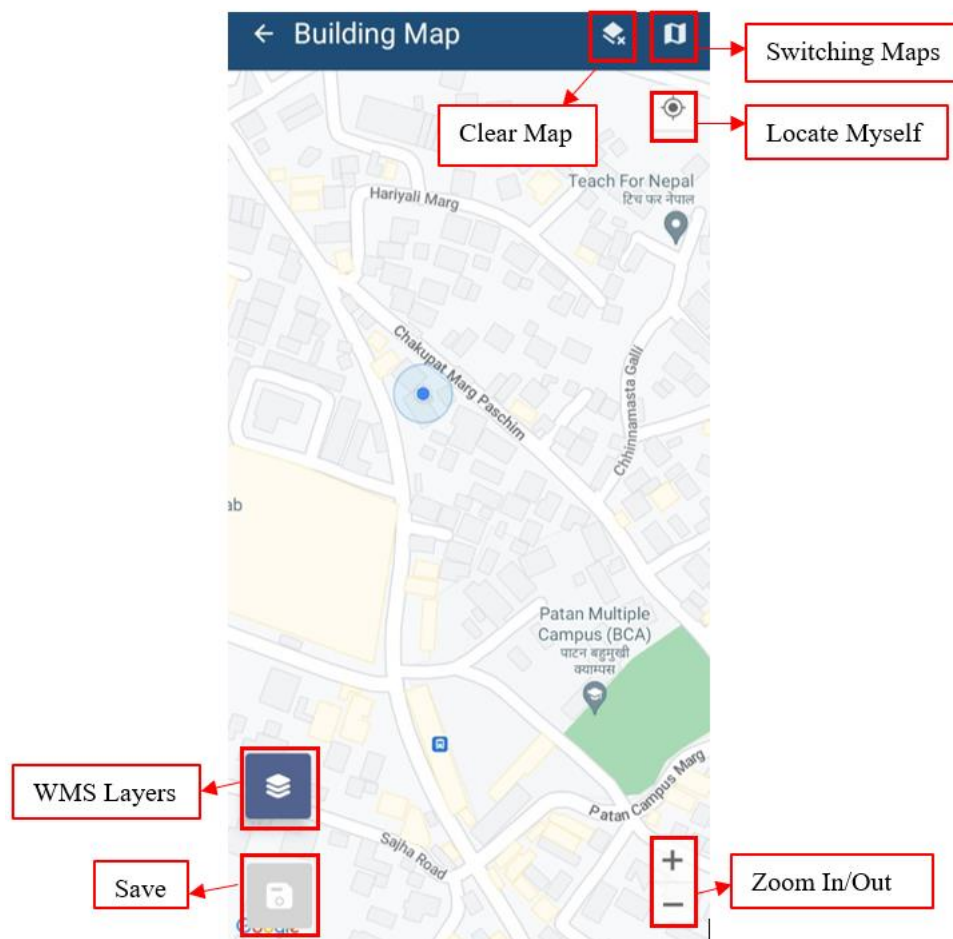 ← Building Map
Switching Maps
Clear Map
Locate Myself
Teach For Nepal
टिच फर नेपाल
Hariyali Marg
Chakupat Marg Paschim
Chhinnamasta Galli
ab
Patan Multiple
Campus (BCA)
पाटन बहुमुखी
क्याम्पस
WMS Layers
Patan Campus Marg
Sajha Road
+
Zoom In/Out
−
Save
Google